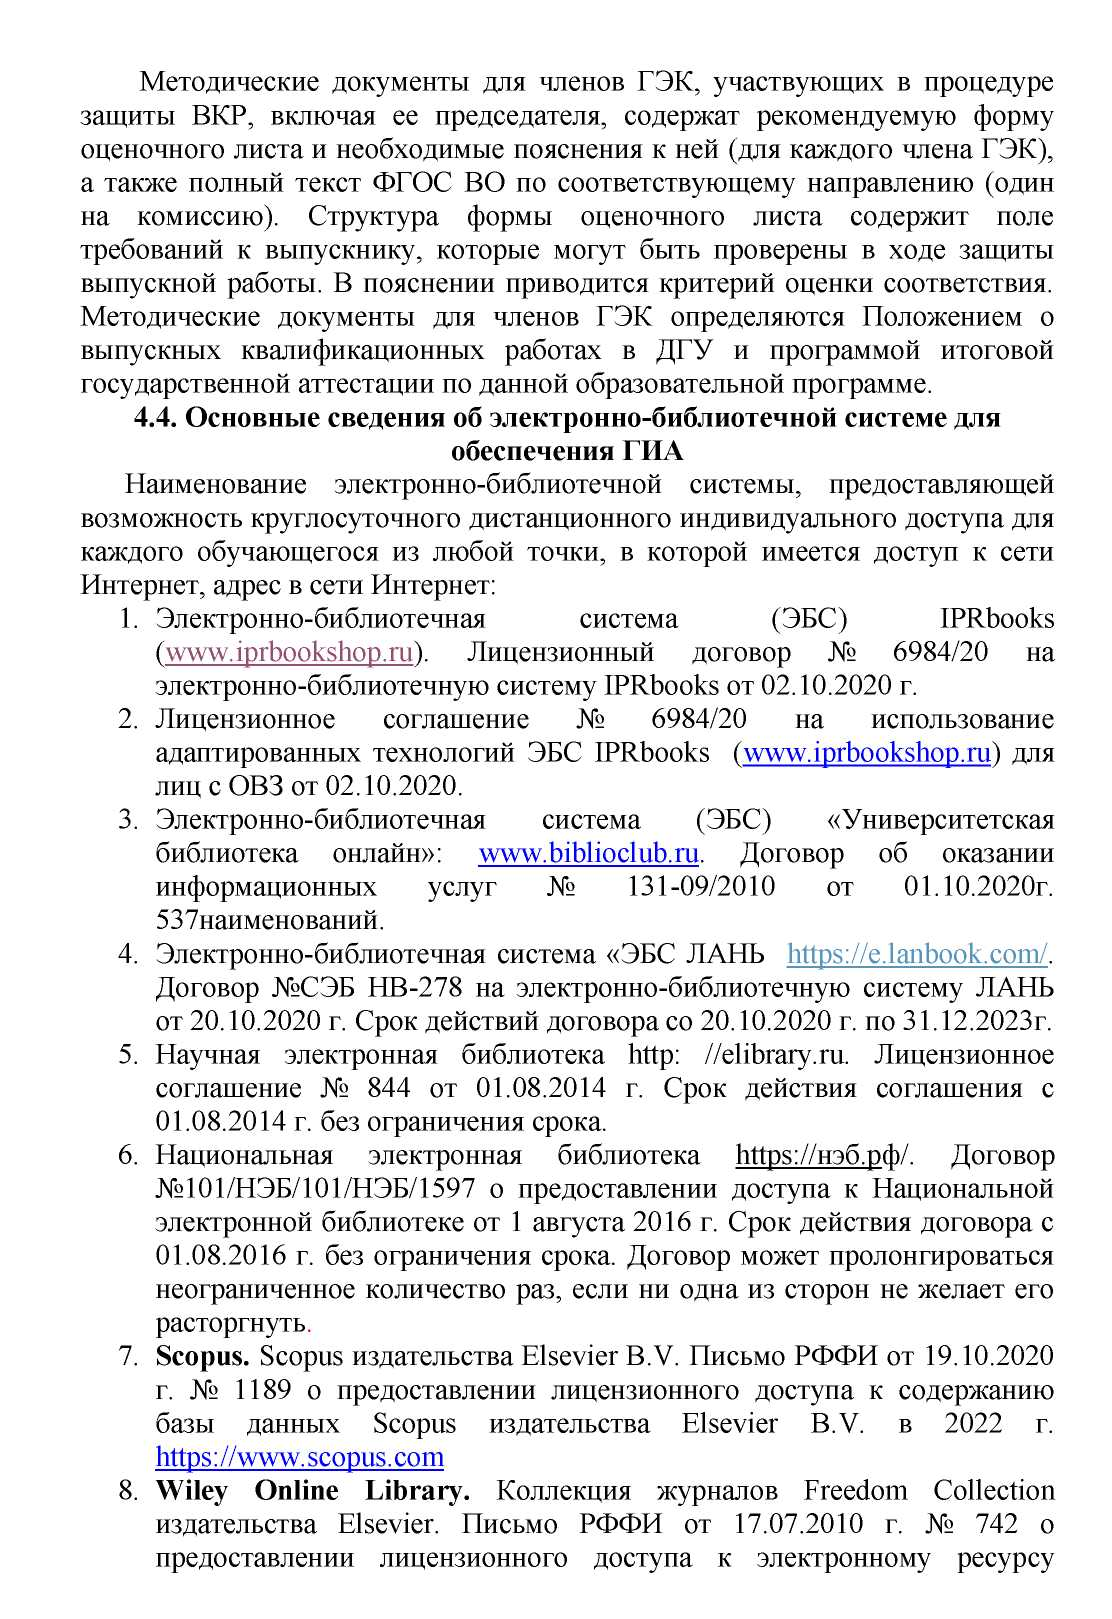 Методические документы для членов ГЭК, участвующих в процедуре
защиты ВКР, включая ее председателя, содержат рекомендуемую форму
оценочного листа и необходимые пояснения к ней (для каждого члена ГЭК),
а также полный текст ФГОС ВО по соответствующему направлению (один
на комиссию). Структура формы оценочного листа содержит поле
требований к выпускнику, которые могут быть проверены в ходе защиты
выпускной работы. В пояснении приводится критерий оценки соответствия.
Методические документы для членов ГЭК определяются Положением о
выпускных квалификационных работах в ДГУ и программой итоговой
государственной аттестации по данной образовательной программе.
4.4. Основные сведения об электронно-библиотечной системе для
обеспечения ГИА
Наименование электронно-библиотечной системы, предоставляющей
возможность круглосуточного дистанционного индивидуального доступа для
каждого обучающегося из любой точки, в которой имеется доступ к сети
Интернет, адрес в сети Интернет:
1. Электронно-библиотечная система (ЭБС) IPRbooks
(www.iprbookshop.ru). Лицензионный договор № 6984/20 на
электронно-библиотечную систему IPRbooks от 02.10.2020 г.
2. Лицензионное соглашение № 6984/20 на использование
адаптированных технологий ЭБС IPRbooks (www.iprbookshop.ru) для
лиц с ОВЗ от 02.10.2020.
3. Электронно-библиотечная система (ЭБС) «Университетская
библиотека онлайн»: www.biblioclub.ru. Договор об оказании
информационных услуг № 131-09/2010 от 01.10.2020г.
537наименований.
4. Электронно-библиотечная система «ЭБС ЛАНЬ https://e.lanbook.com/.
Договор №СЭБ НВ-278 на электронно-библиотечную систему ЛАНЬ
от 20.10.2020 г. Срок действий договора со 20.10.2020 г. по 31.12.2023г.
5. Научная электронная библиотека http: //elibrary.ru. Лицензионное
соглашение № 844 от 01.08.2014 г. Срок действия соглашения с
01.08.2014 г. без ограничения срока.
6. Национальная электронная библиотека https://нэб.рф/. Договор
№101/НЭБ/101/НЭБ/1597 о предоставлении доступа к Национальной
электронной библиотеке от 1 августа 2016 г. Срок действия договора с
01.08.2016 г. без ограничения срока. Договор может пролонгироваться
неограниченное количество раз, если ни одна из сторон не желает его
расторгнуть.
7. Scopus. Scopus издательства Elsevier B.V. Письмо РФФИ от 19.10.2020
г. № 1189 о предоставлении лицензионного доступа к содержанию
базы данных Scopus издательства Elsevier B.V. в 2022 г.
https://www.scopus.com
8. Wiley Online Library. Коллекция журналов Freedom Collection
издательства Elsevier. Письмо РФФИ от 17.07.2010 г. № 742 о
предоставлении лицензионного доступа к электронному ресурсу